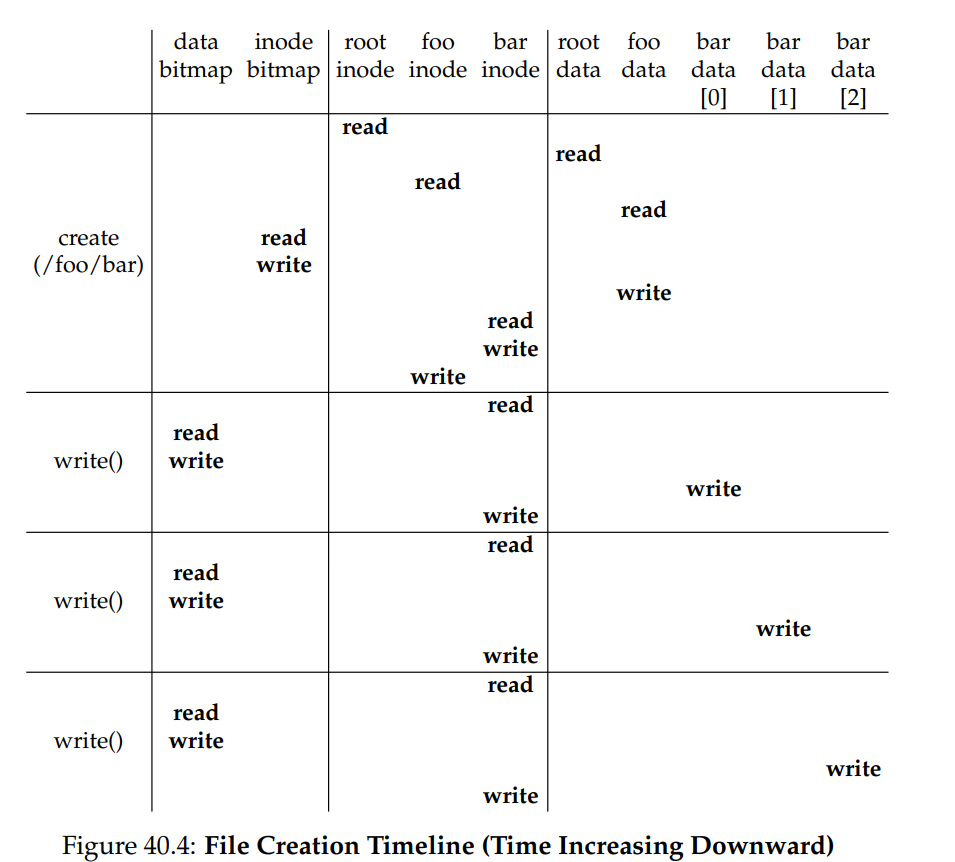 data inode root foo bar root foo bar bar bar
bitmap bitmap inode inode inode data data data data data
[0] [1] [2]
read
read
read
read
create read
(/foo/bar) write
write
read
write
write
read
read
write() write
write
write
read
read
write() write
write
write
read
read
write() write
write
write
Figure 40.4: File Creation Timeline (Time Increasing Downward)